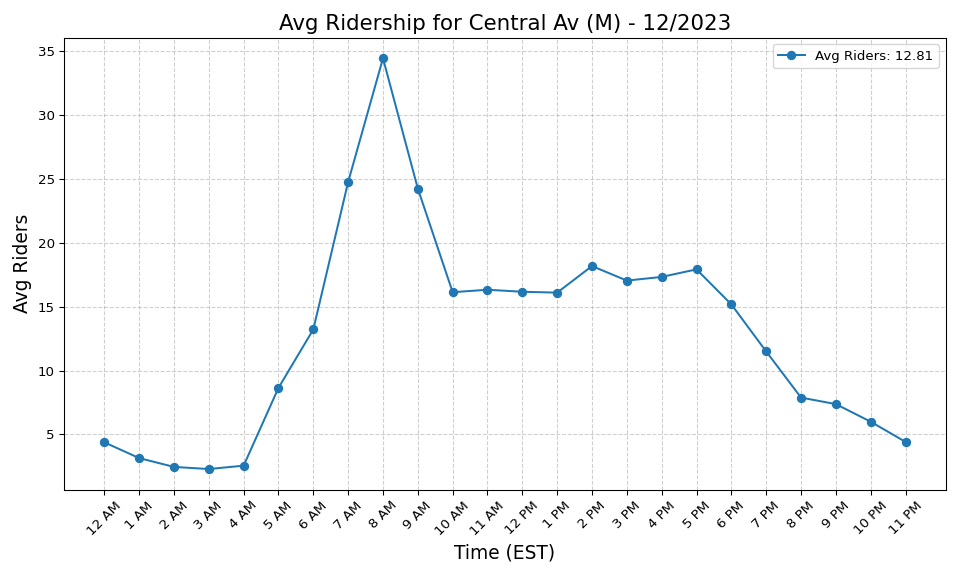 Avg Ridership for Central Av (M) - 12/2023
Avg Riders: 12.81
Avg Riders
35
30
25
20
15
10
5
12 AM
1 AM
2 AM
3 AM
4 AM
5 AM
6 AM
7 AM
8 AM
9 AM
10 AM
11 AM
12 PM
1 PM
2 PM
3 PM
4 PM
5 PM
6 PM
7 PM
8 PM
9 PM
10 PM
11 PM
Time (EST)